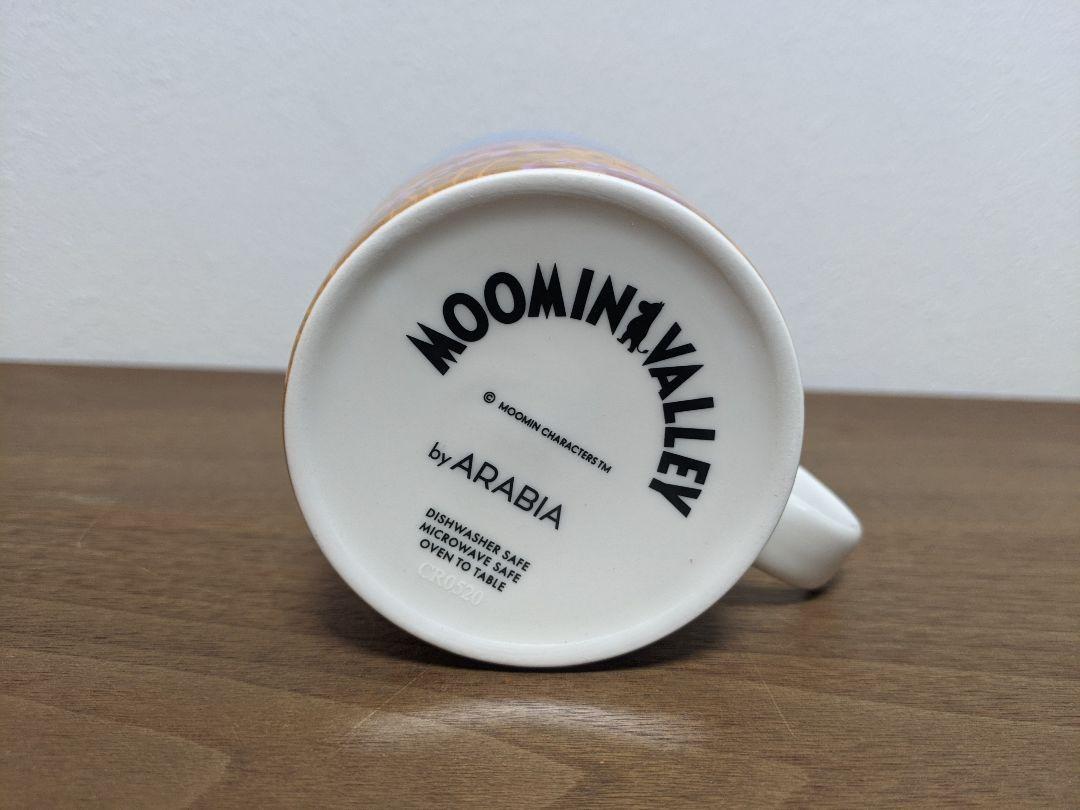 MOOMINVALLEY
© MOOMIN CHARACTERS™
by ARABIA
DISHWASHER SAFE
MICROWAVE SAFE
OVEN TO TABLE
CR0520